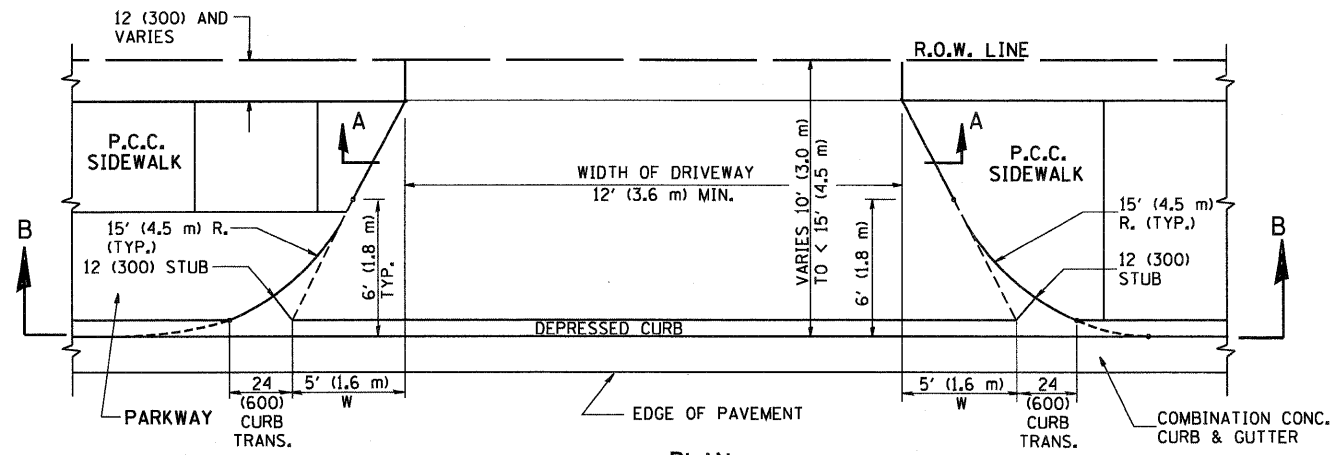 12 (300) AND
VARIES
R.O.W. LINE
A
A
P.C.C.
SIDEWALK
P.C.C.
SIDEWALK
WIDTH OF DRIVEWAY
12' (3.6 m) MIN.
VARIES 10' (3.0 m)
TO < 15' (4.5 m)
B
B
15' (4.5 m) R.
(TYP.)
12 (300) STUB
6' (1.8 m)
TYP.
6' (1.8 m)
15' (4.5 m)
R. (TYP.)
12 (300)
STUB
DEPRESSED CURB
24
(600)
CURB
TRANS.
5' (1.6 m)
W
5' (1.6 m)
W
24
(600)
CURB
TRANS.
PARKWAY
EDGE OF PAVEMENT
COMBINATION CONC.
CURB & GUTTER